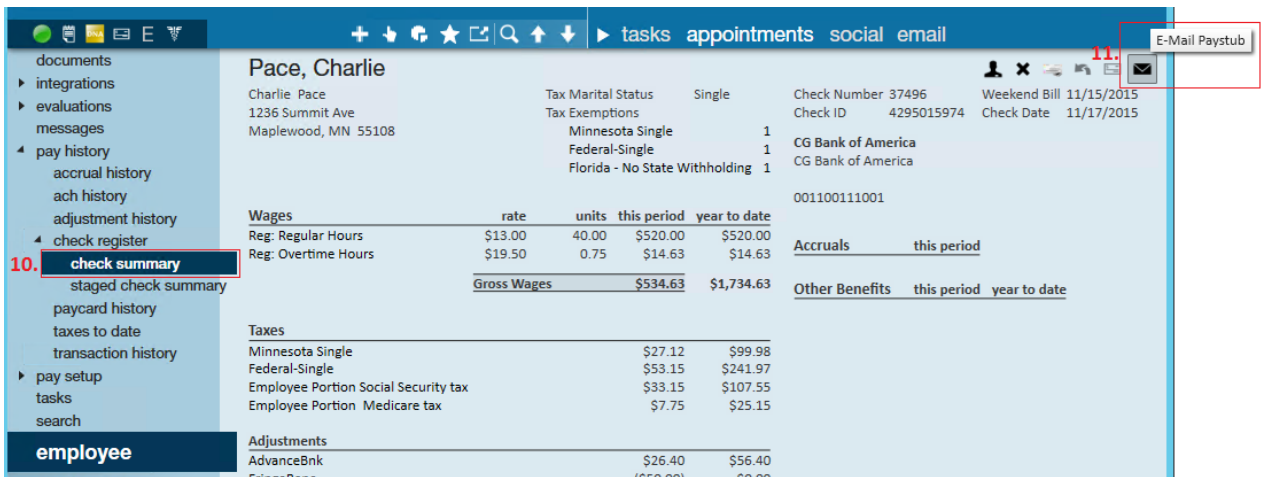 E
tasks appointments social email
E-Mail Paystub
11.
documents
integrations
evaluations
messages
pay history
accrual history
ach history
adjustment history
check register
10. check summary
staged check summary
paycard history
taxes to date
transaction history
pay setup
tasks
search
employee
Pace, Charlie
Charlie Pace
1236 Summit Ave
Maplewood, MN 55108
Tax Marital Status Single
Tax Exemptions
Minnesota Single 1
Federal-Single 1
Florida - No State Withholding 1
Check Number 37496 Weekend Bill 11/15/2015
Check ID 4295015974 Check Date 11/17/2015
CG Bank of America
CG Bank of America
001100111001
Wages rate units this period year to date
Reg: Regular Hours $13.00 40.00 $520.00 $520.00
Reg: Overtime Hours $19.50 0.75 $14.63 $14.63
Gross Wages $534.63 $1,734.63
Accruals this period
Other Benefits this period year to date
Taxes
Minnesota Single $27.12 $99.98
Federal-Single $53.15 $241.97
Employee Portion Social Security tax $33.15 $107.55
Employee Portion Medicare tax $7.75 $25.15
Adjustments
AdvanceBnk $26.40 $56.40